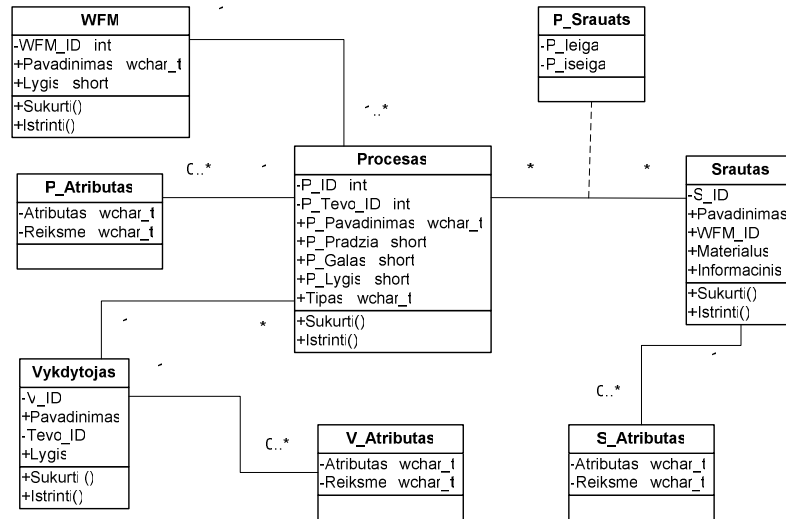 WFM
-WFM_ID int
+Pavadinimas wchar_t
+Lygis short
+Sukurti()
+Istrinti()
P_Srauats
-P_Ieiga
-P_iseiga
..*
Procesas
-P_ID int
-P_Tevo_ID int
+P_Pavadinimas wchar_t
+P_Pradzia short
+P_Galas short
+P_Lygis short
+Tipas wchar_t
+Sukurti()
+Istrinti()
0..*
P_Atributas
-Atributas wchar_t
-Reiksme wchar_t
*
*
Srautas
-S_ID
+Pavadinimas
+WFM_ID
+Materialus
+Informacinis
+Sukurti()
+Istrinti()
*
Vykdytojas
-V_ID
+Pavadinimas
-Tevo_ID
+Lygis
+Sukurti ()
+Istrinti()
0..*
V_Atributas
-Atributas wchar_t
-Reiksme wchar_t
0..*
S_Atributas
-Atributas wchar_t
-Reiksme wchar_t